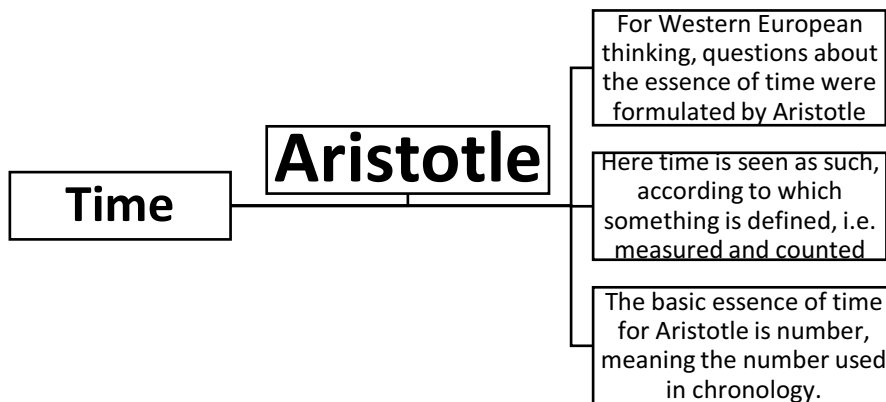 Time
Aristotle
For Western European
thinking, questions about
the essence of time were
formulated by Aristotle
Here time is seen as such,
according to which
something is defined, i.e.
measured and counted
The basic essence of time
for Aristotle is number,
meaning the number used
in chronology.